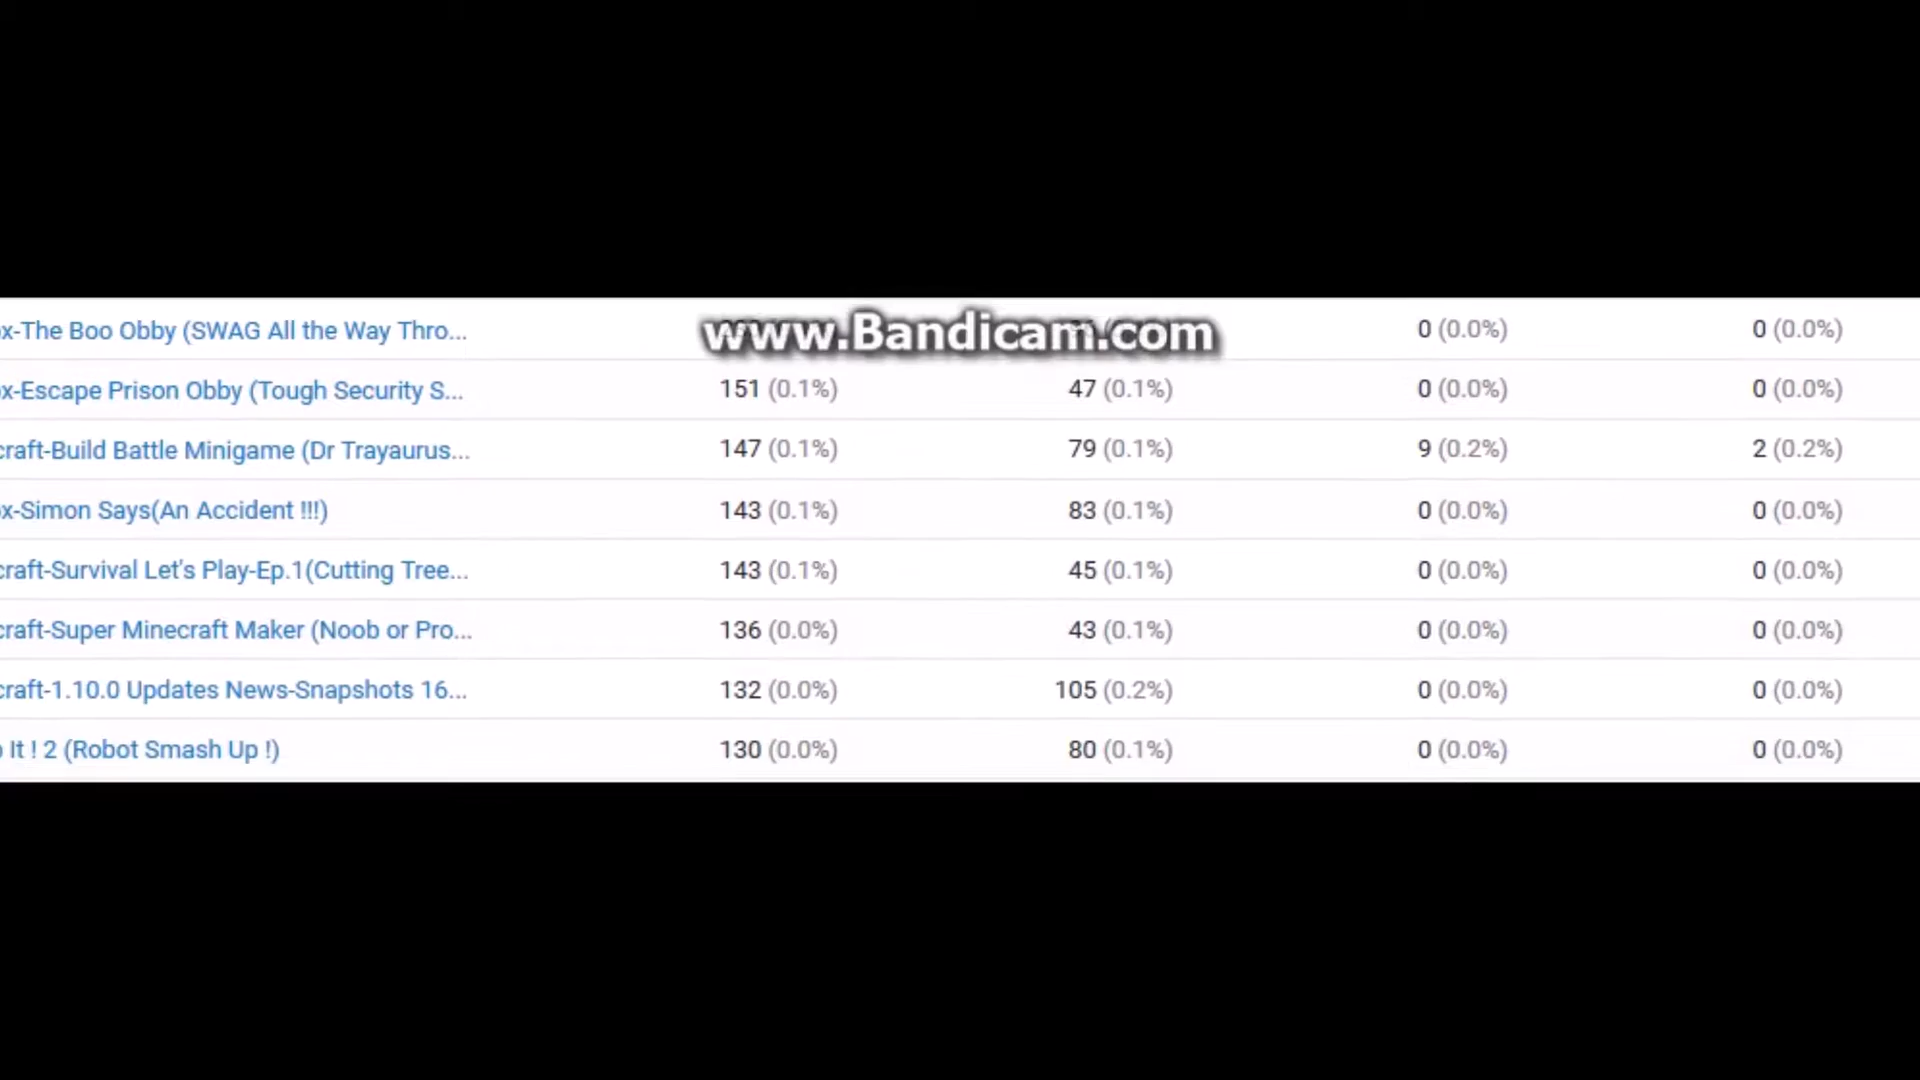 x-The Boo Obby (SWAG All the Way Thro... www.Bandicam.com 0 (0.0%) 0 (0.0%)
x-Escape Prison Obby (Tough Security S... 151 (0.1%) 47 (0.1%) 0 (0.0%) 0 (0.0%)
craft-Build Battle Minigame (Dr Trayaurus... 147 (0.1%) 79 (0.1%) 9 (0.2%) 2 (0.2%)
x-Simon Says(An Accident !!!) 143 (0.1%) 83 (0.1%) 0 (0.0%) 0 (0.0%)
craft-Survival Let's Play-Ep.1(Cutting Tree... 143 (0.1%) 45 (0.1%) 0 (0.0%) 0 (0.0%)
craft-Super Minecraft Maker (Noob or Pro... 136 (0.0%) 43 (0.1%) 0 (0.0%) 0 (0.0%)
craft-1.10.0 Updates News-Snapshots 16... 132 (0.0%) 105 (0.2%) 0 (0.0%) 0 (0.0%)
It ! 2 (Robot Smash Up !) 130 (0.0%) 80 (0.1%) 0 (0.0%) 0 (0.0%)